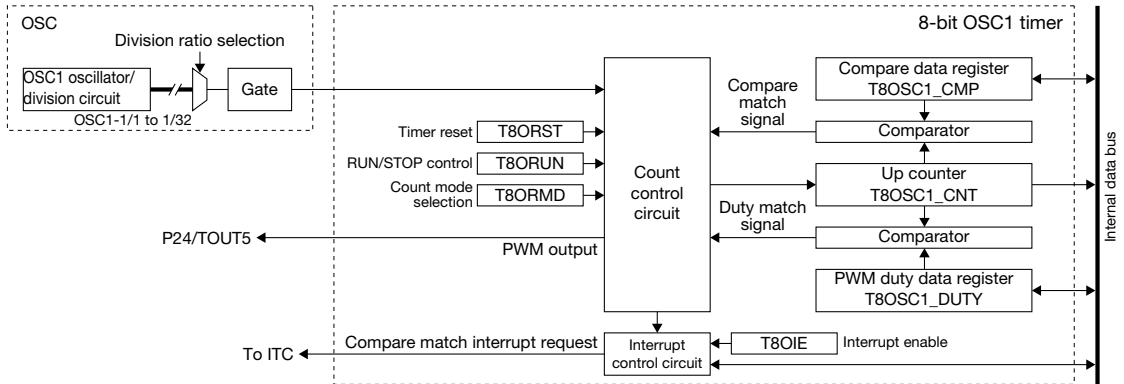 OSC
8-bit OSC1 timer
Division ratio selection
OSC1 oscillator/
division circuit
Gate
OSC1-1/1 to 1/32
Compare data register
T8OSC1_CMP
Compare
match
signal
Comparator
Timer reset
T8ORST
RUN/STOP control
T8ORUN
Count mode
selection
T8ORMD
Count
control
circuit
Up counter
T8OSC1_CNT
Internal data bus
Duty match
signal
Comparator
P24/TOUT5
PWM output
PWM duty data register
T8OSC1_DUTY
To ITC
Compare match interrupt request
Interrupt
control circuit
T8OIE
Interrupt enable